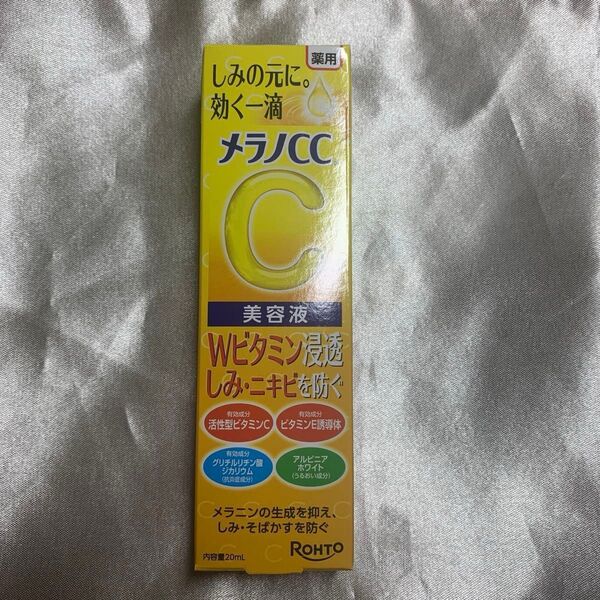 薬用
しみの元に。
効く一滴
メラノCC
C
美容液
Wビタミン浸透
しみ・ニキビを防ぐ
有効成分
活性型ビタミンC
有効成分
ビタミンE誘導体
有効成分
グリチルリチン酸
ジカリウム
(抗炎症成分)
アルピニア
ホワイト
(うるおい成分)
メラニンの生成を抑え、
しみ・そばかすを防ぐ
内容量20mL
ROHTO